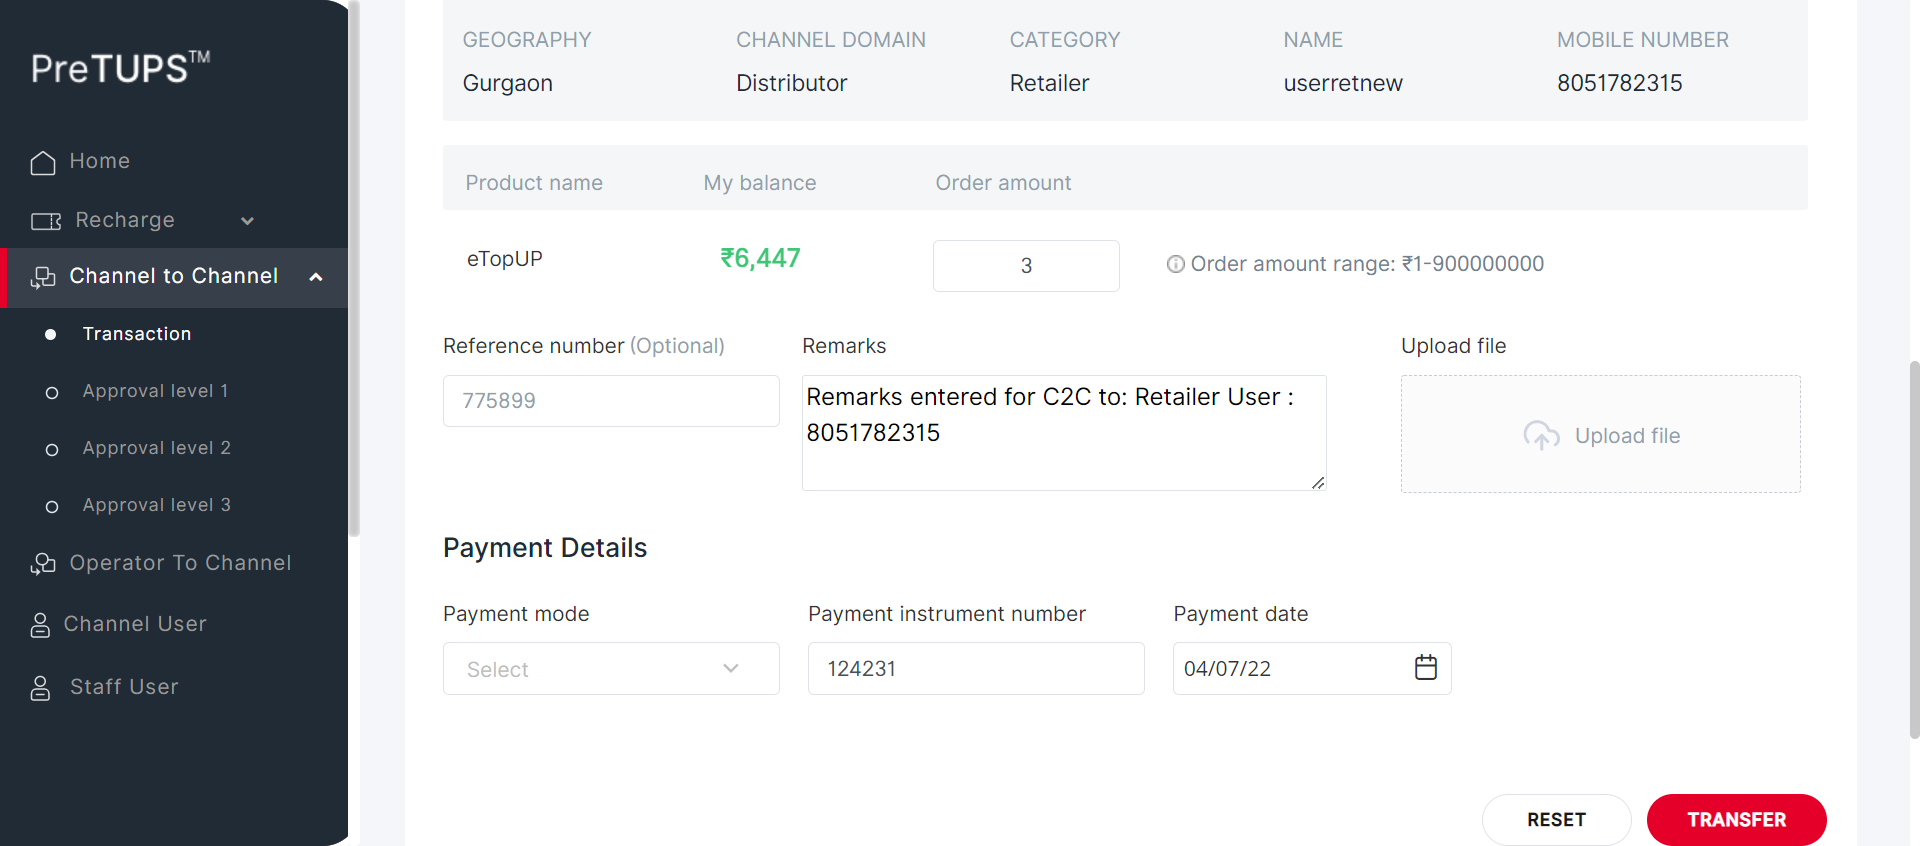 PreTUPS™
Home
Recharge
Channel to Channel
Transaction
Approval level 1
Approval level 2
Approval level 3
Operator To Channel
Channel User
Staff User
GEOGRAPHY CHANNEL DOMAIN CATEGORY NAME MOBILE NUMBER
Gurgaon Distributor Retailer userretnew 8051782315
Product name My balance Order amount
eTopUP ₹6,447 3 Order amount range: ₹1-900000000
Reference number (Optional) Remarks Upload file
775899
Remarks entered for C2C to: Retailer User :
8051782315
Upload file
Payment Details
Payment mode Payment instrument number Payment date
Select 124231 04/07/22
RESET TRANSFER